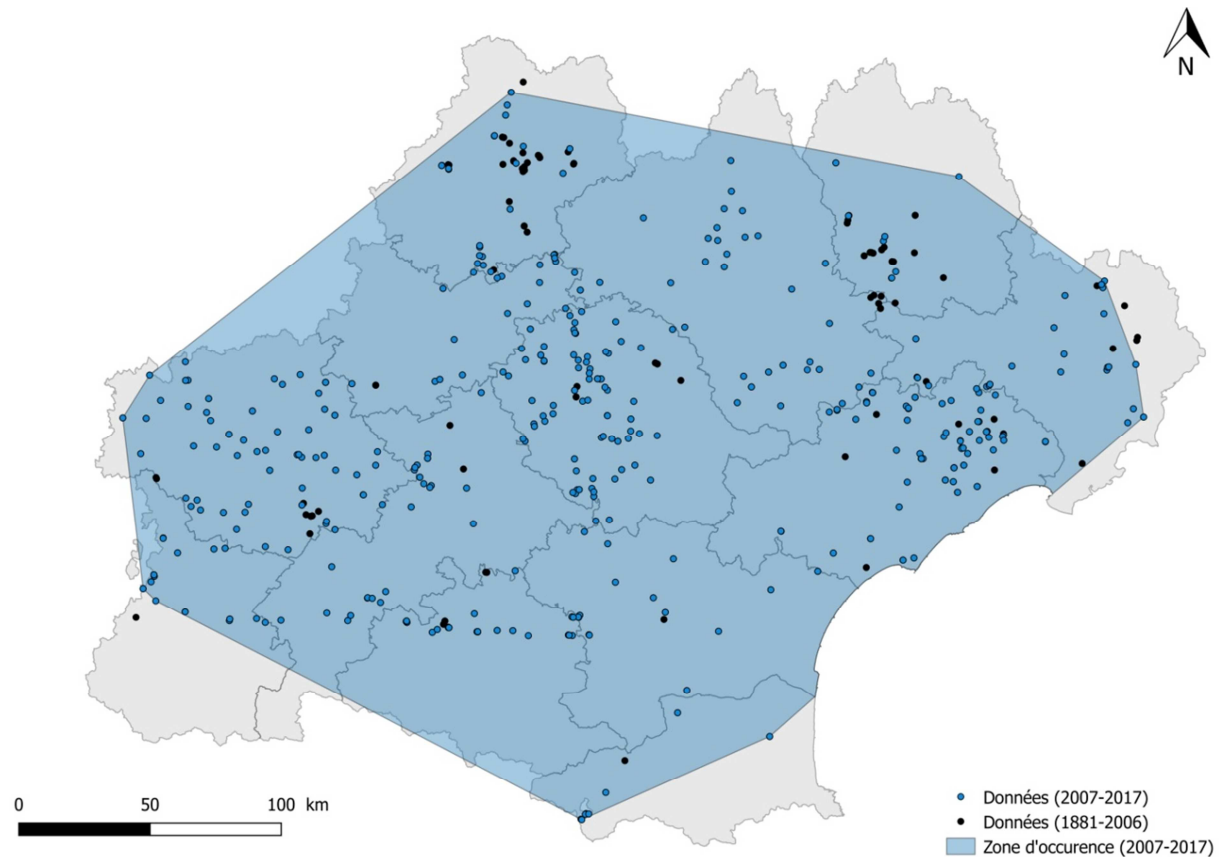 N
0 50 100 km
Données (2007-2017)
Données (1881-2006)
Zone d'occurence (2007-2017)